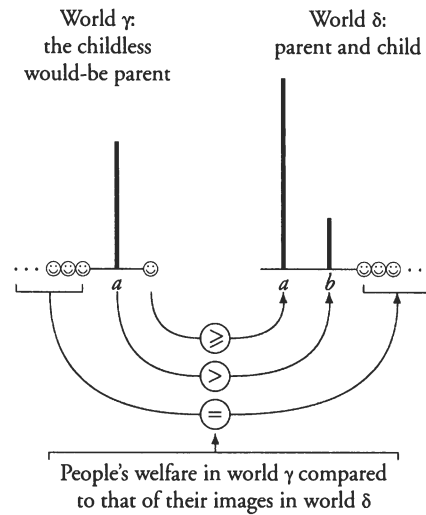 World γ:
the childless
would-be parent
World δ:
parent and child
a
a
b
⩾
>
=
People's welfare in world γ compared
to that of their images in world δ